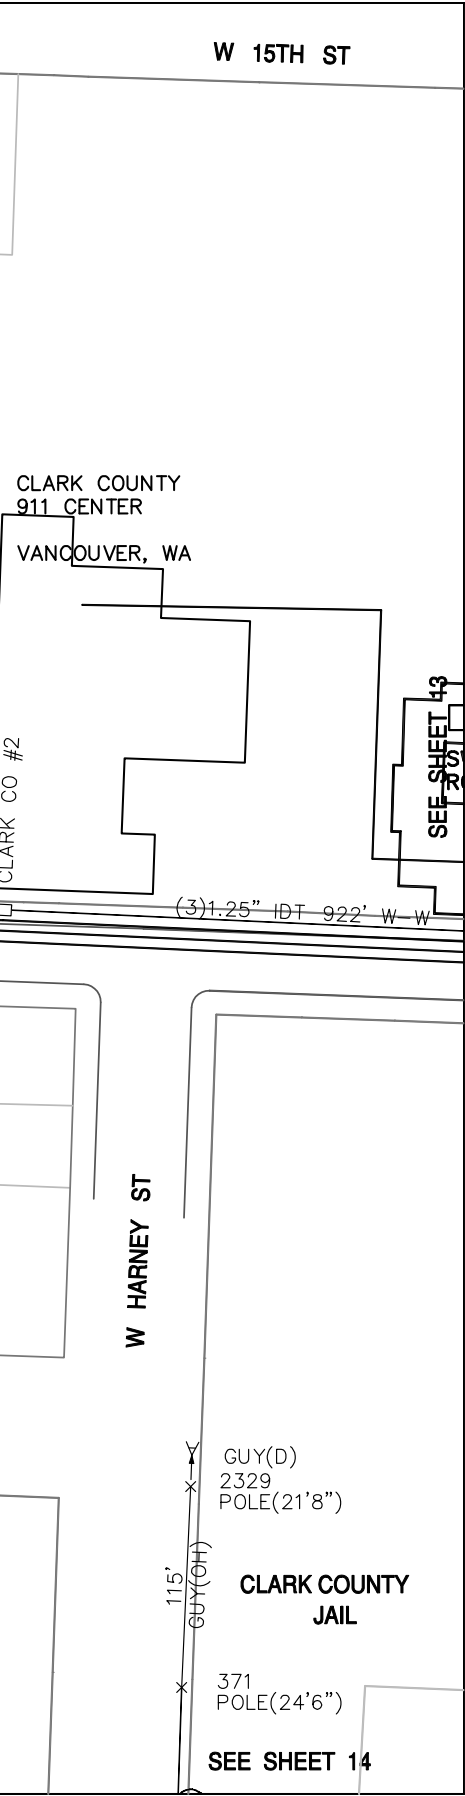 W 15TH ST
CLARK COUNTY
911 CENTER
VANCOUVER, WA
SEE SHEET 13
CLARK CO #2
(3)1.25" IDT 922' W-W
W HARNEY ST
GUY(D)
2329
POLE(21'8")
115'
GUY(OH)
CLARK COUNTY
JAIL
371
POLE(24'6")
SEE SHEET 14